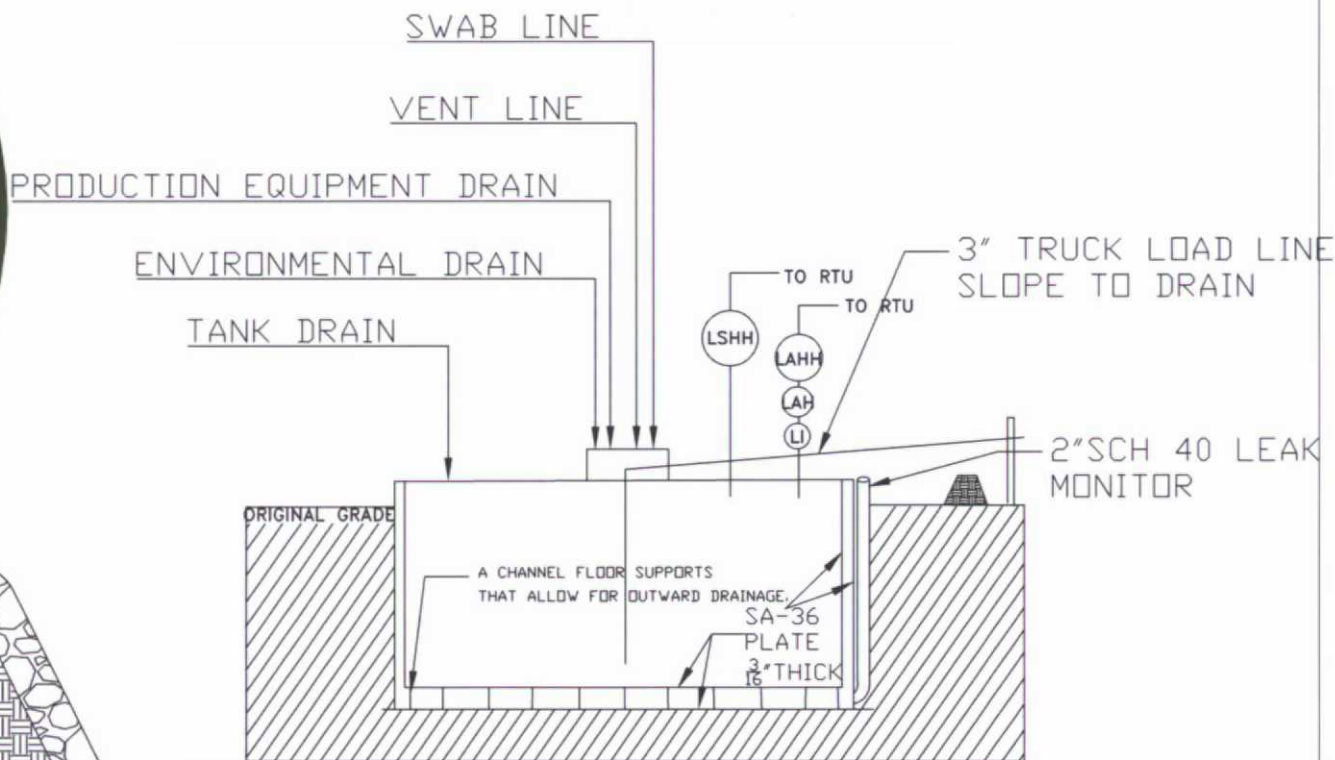 SWAB LINE
VENT LINE
PRODUCTION EQUIPMENT DRAIN
ENVIRONMENTAL DRAIN
TANK DRAIN
3" TRUCK LOAD LINE
SLOPE TO DRAIN
TO RTU
TO RTU
LSHH
LAHH
LAH
LI
2"SCH 40 LEAK
MONITOR
ORIGINAL GRADE
A CHANNEL FLOOR SUPPORTS
THAT ALLOW FOR OUTWARD DRAINAGE.
SA-36
PLATE
3/16"THICK